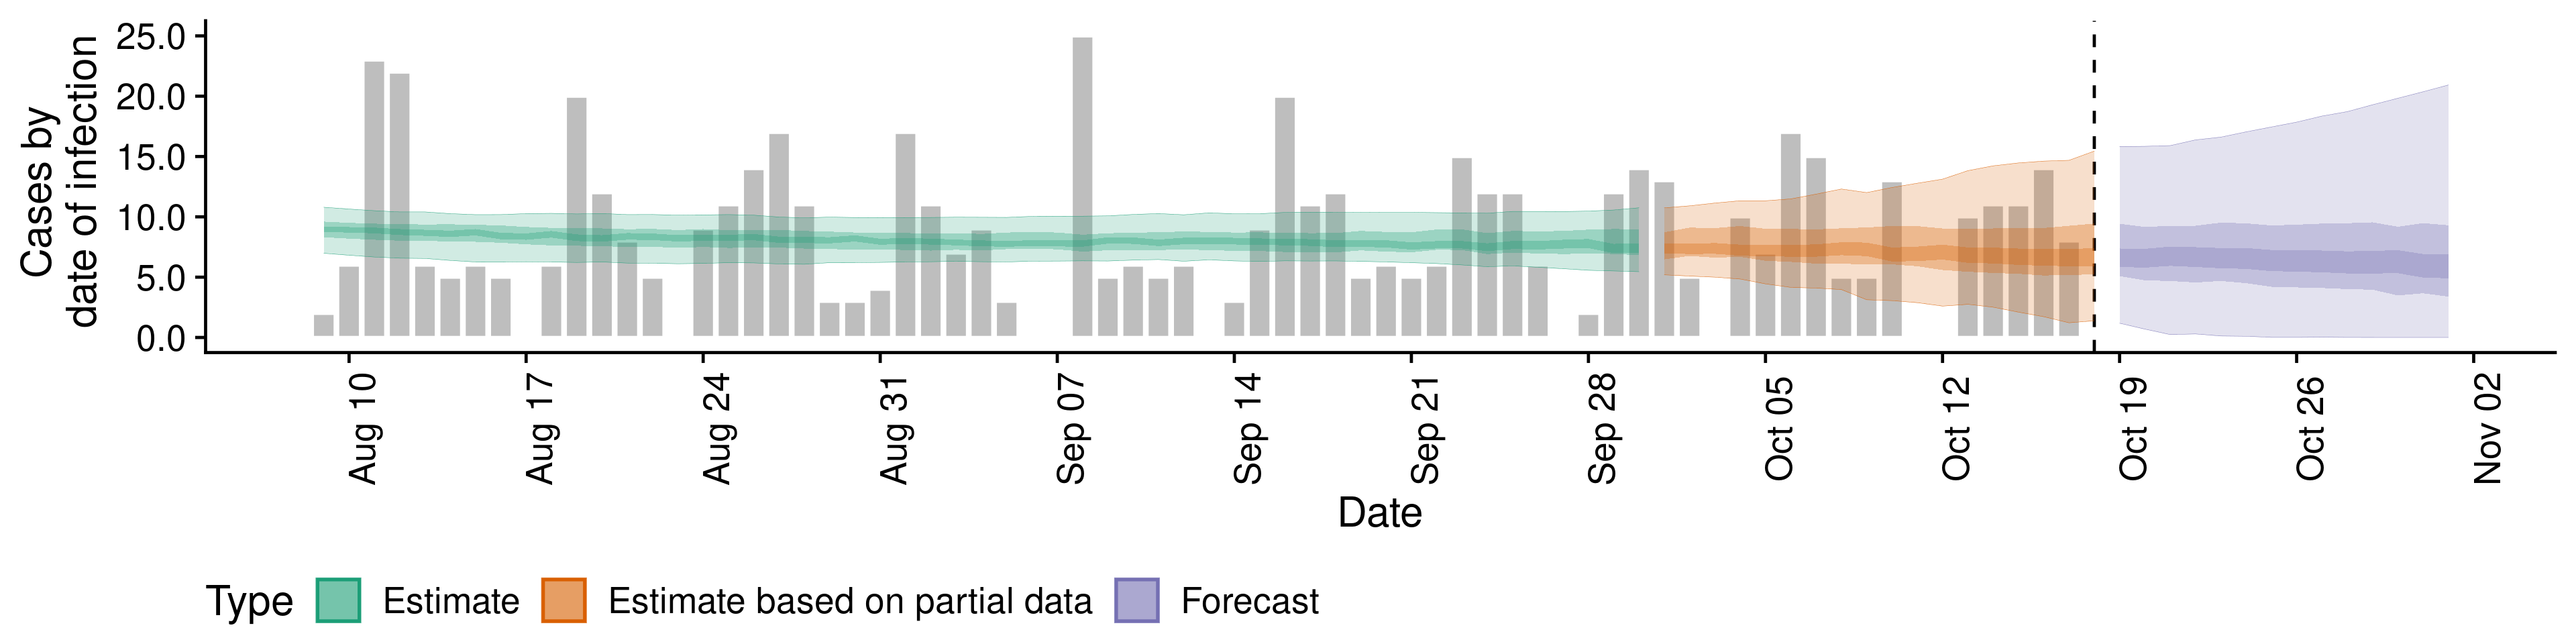 Cases by
date of infection
25.0
20.0
15.0
10.0
5.0
0.0
Aug 10
Aug 17
Aug 24
Aug 31
Sep 07
Sep 14
Sep 21
Sep 28
Oct 05
Oct 12
Oct 19
Oct 26
Nov 02
Date
Type Estimate Estimate based on partial data Forecast